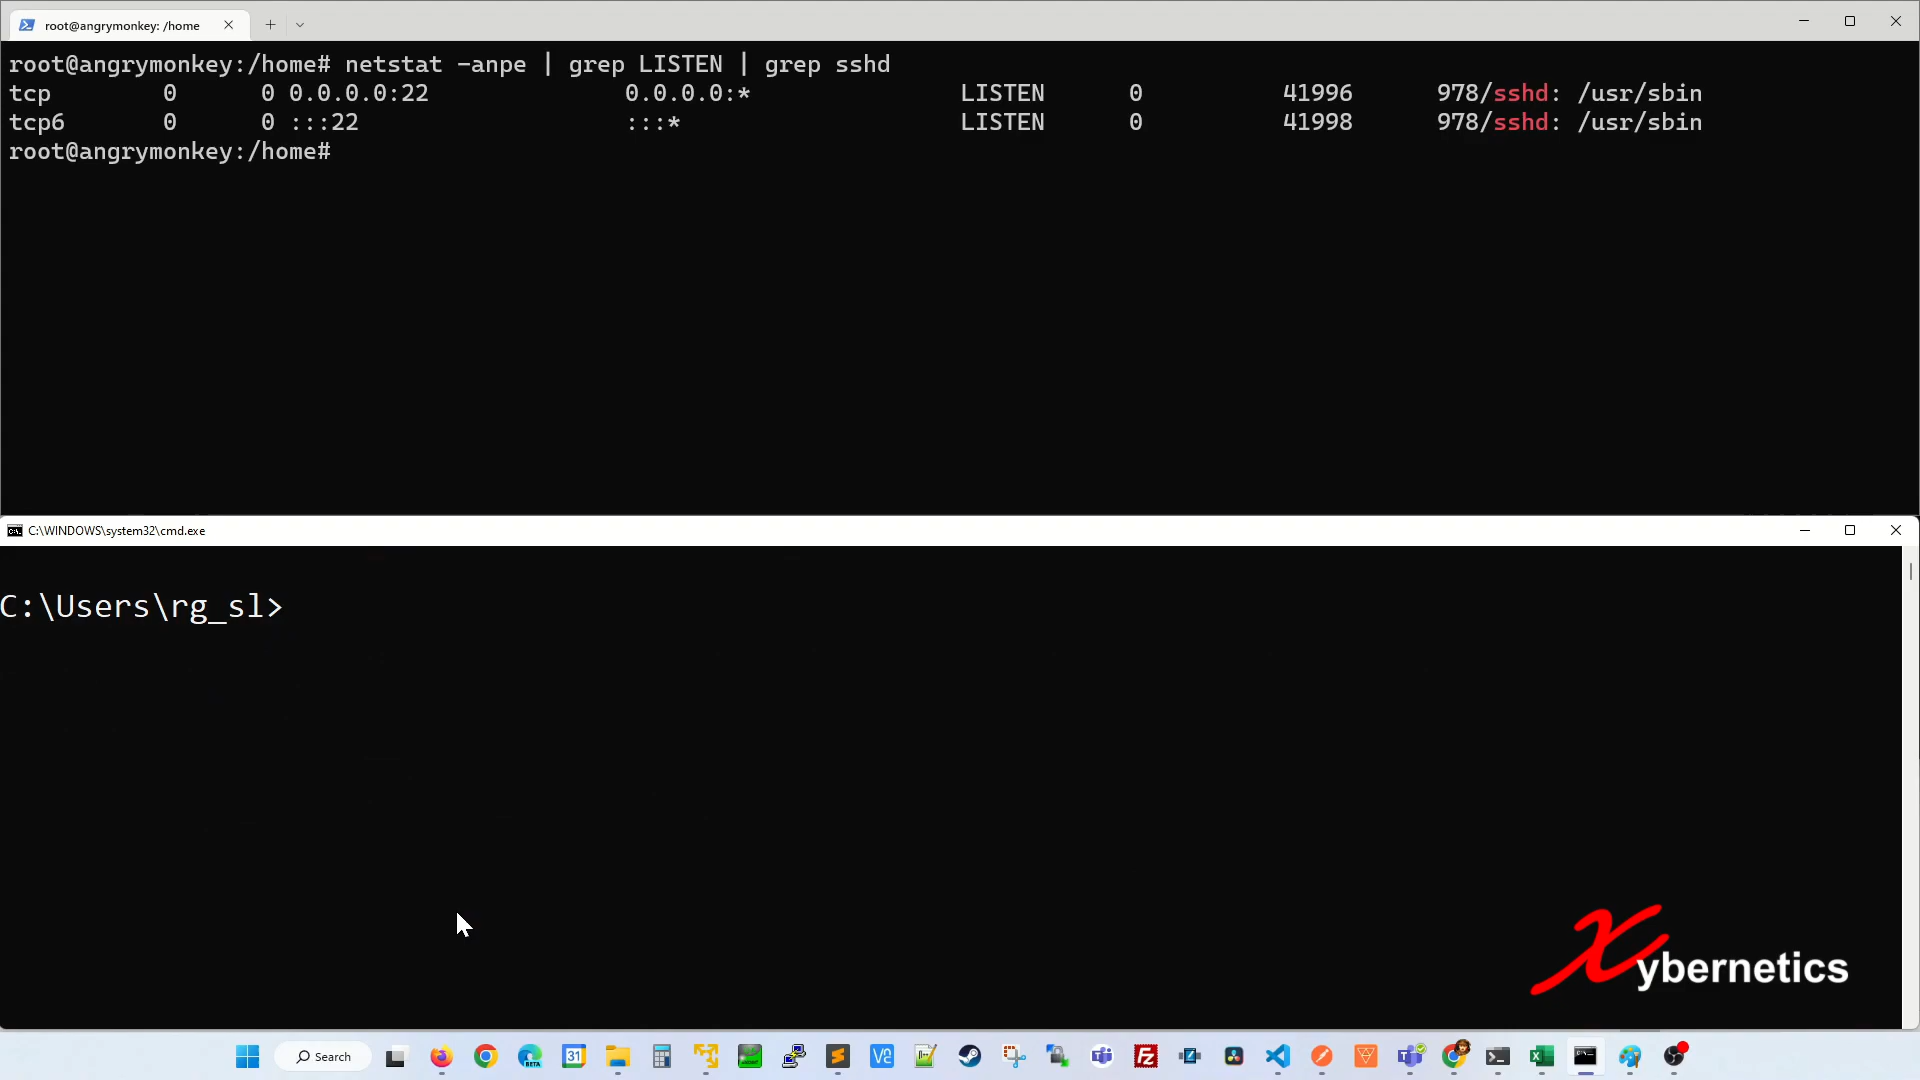 root@angrymonkey: /home
root@angrymonkey:/home# netstat -anpe | grep LISTEN | grep sshd
tcp 0 0 0.0.0.0:22 0.0.0.0:* LISTEN 0 41996 978/sshd: /usr/sbin
tcp6 0 0 :::22 :::* LISTEN 0 41998 978/sshd: /usr/sbin
root@angrymonkey:/home#
C:\WINDOWS\system32\cmd.exe
C:\Users\rg_sl>
Xybernetics
Search
BETA
31